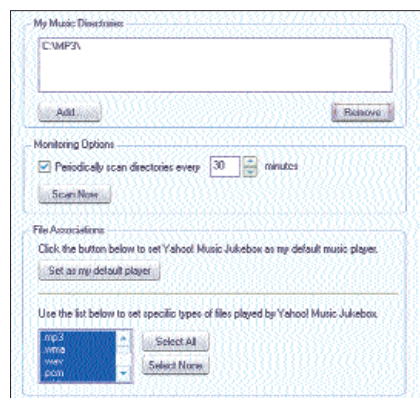 My Music Directories
C:\MP3\
Add...
Remove
Monitoring Options
Periodically scan directories every 30 minutes
Scan Now
File Associations
Click the button below to set Yahoo! Music Jukebox as my default music player.
Set as my default player
Use the list below to set specific types of files played by Yahoo! Music Jukebox.
.mp3
.wma
.wav
.pcm
Select All
Select None